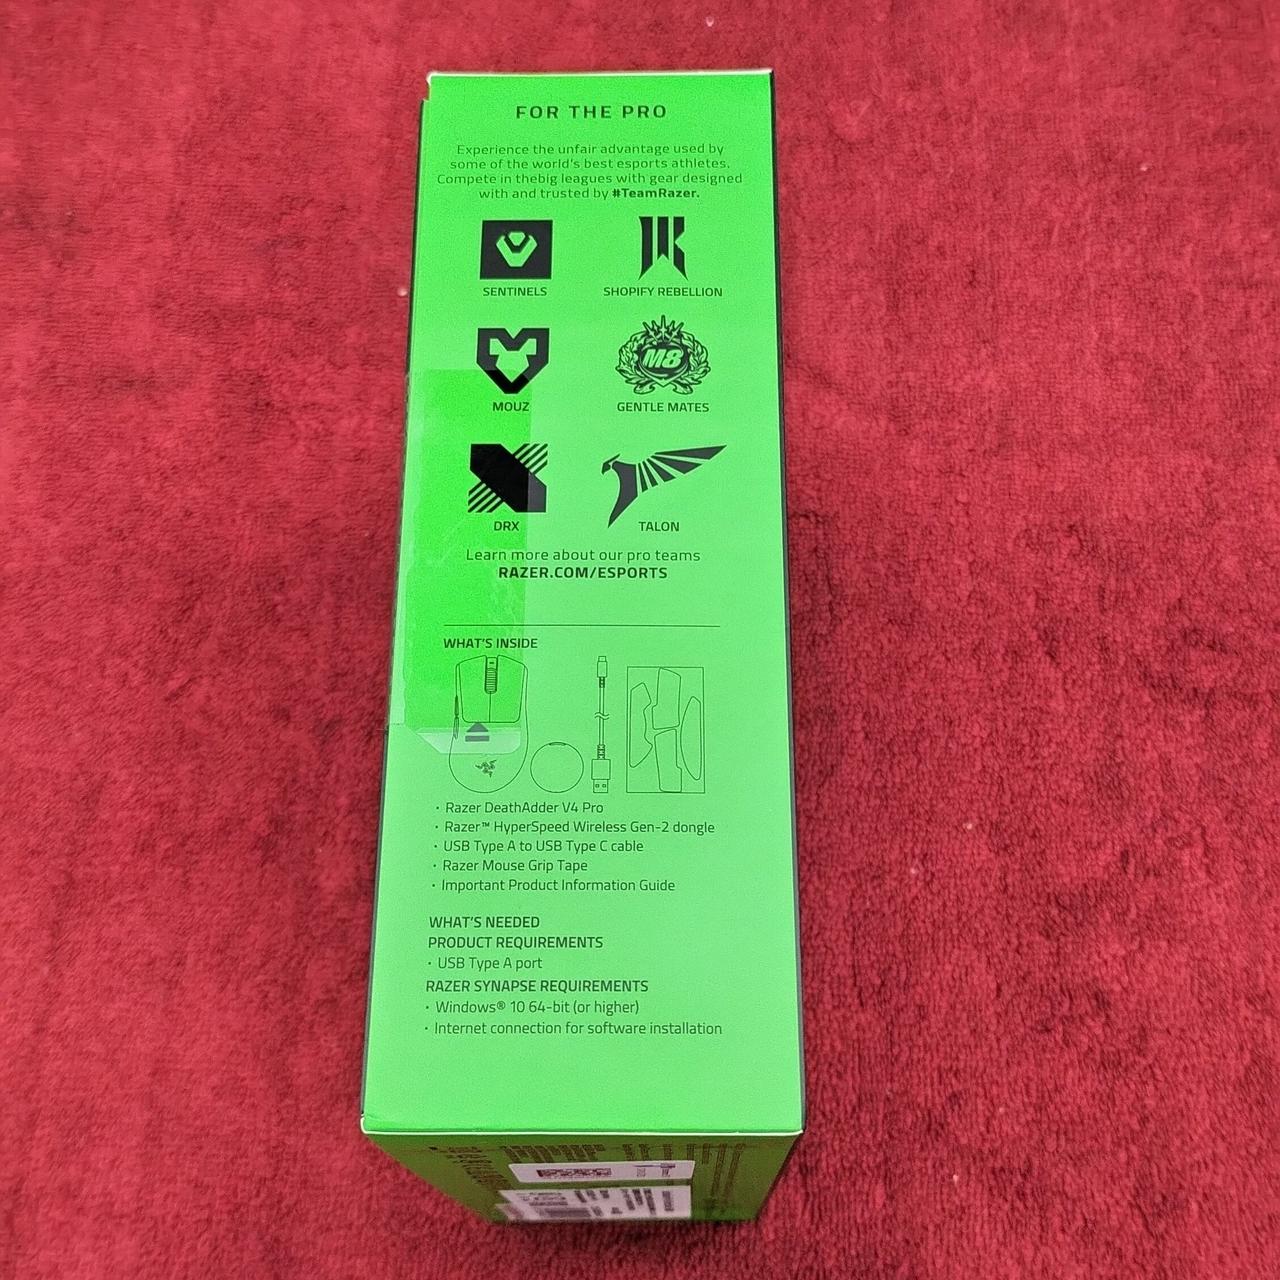 FOR THE PRO
Experience the unfair advantage used by
some of the world's best esports athletes.
Compete in thebig leagues with gear designed
with and trusted by #TeamRazer.
SENTINELS
SHOPIFY REBELLION
M8
MOUZ
GENTLE MATES
DRX
TALON
Learn more about our pro teams
RAZER.COM/ESPORTS
WHAT'S INSIDE
· Razer DeathAdder V4 Pro
· Razer™ HyperSpeed Wireless Gen-2 dongle
· USB Type A to USB Type C cable
· Razer Mouse Grip Tape
· Important Product Information Guide
WHAT'S NEEDED
PRODUCT REQUIREMENTS
· USB Type A port
RAZER SYNAPSE REQUIREMENTS
· Windows® 10 64-bit (or higher)
· Internet connection for software installation